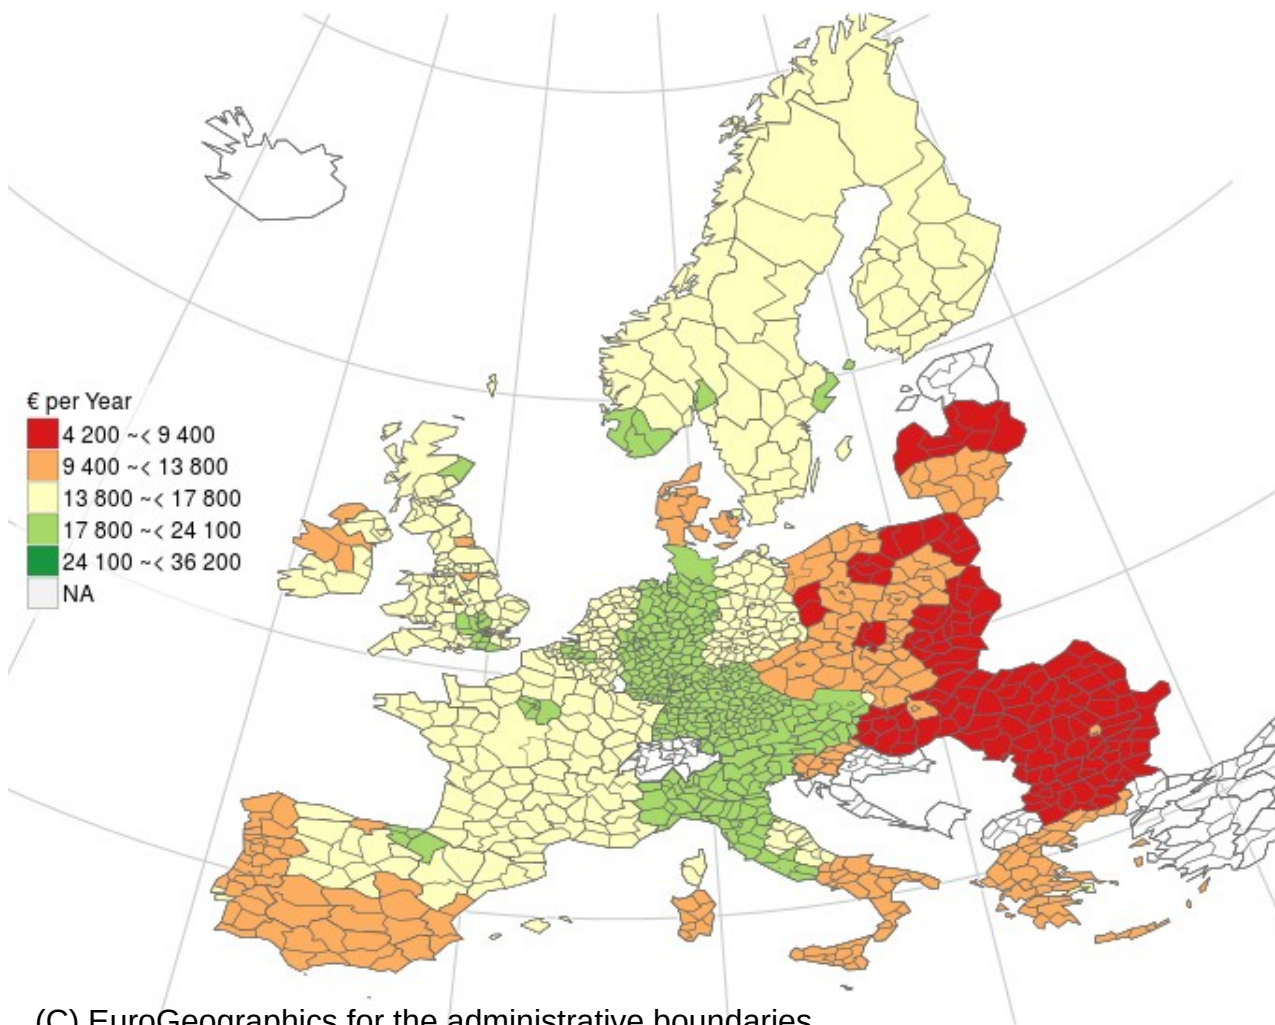 € per Year
4 200 ~< 9 400
9 400 ~< 13 800
13 800 ~< 17 800
17 800 ~< 24 100
24 100 ~< 36 200
NA
(C) EuroGeographics for the administrative boundaries